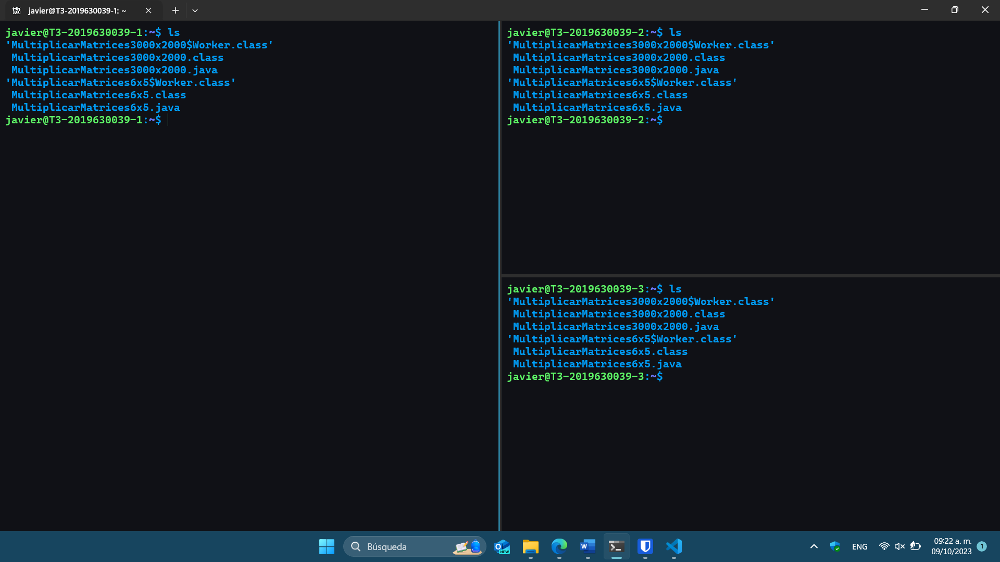 javier@T3-2019630039-1: ~
javier@T3-2019630039-1:~$ ls
'MultiplicarMatrices3000x2000$Worker.class'
MultiplicarMatrices3000x2000.class
MultiplicarMatrices3000x2000.java
'MultiplicarMatrices6x5$Worker.class'
MultiplicarMatrices6x5.class
MultiplicarMatrices6x5.java
javier@T3-2019630039-1:~$
javier@T3-2019630039-2:~$ ls
'MultiplicarMatrices3000x2000$Worker.class'
MultiplicarMatrices3000x2000.class
MultiplicarMatrices3000x2000.java
'MultiplicarMatrices6x5$Worker.class'
MultiplicarMatrices6x5.class
MultiplicarMatrices6x5.java
javier@T3-2019630039-2:~$
javier@T3-2019630039-3:~$ ls
'MultiplicarMatrices3000x2000$Worker.class'
MultiplicarMatrices3000x2000.class
MultiplicarMatrices3000x2000.java
'MultiplicarMatrices6x5$Worker.class'
MultiplicarMatrices6x5.class
MultiplicarMatrices6x5.java
javier@T3-2019630039-3:~$
Búsqueda
NEW
ENG
09:22 a. m.
09/10/2023
1